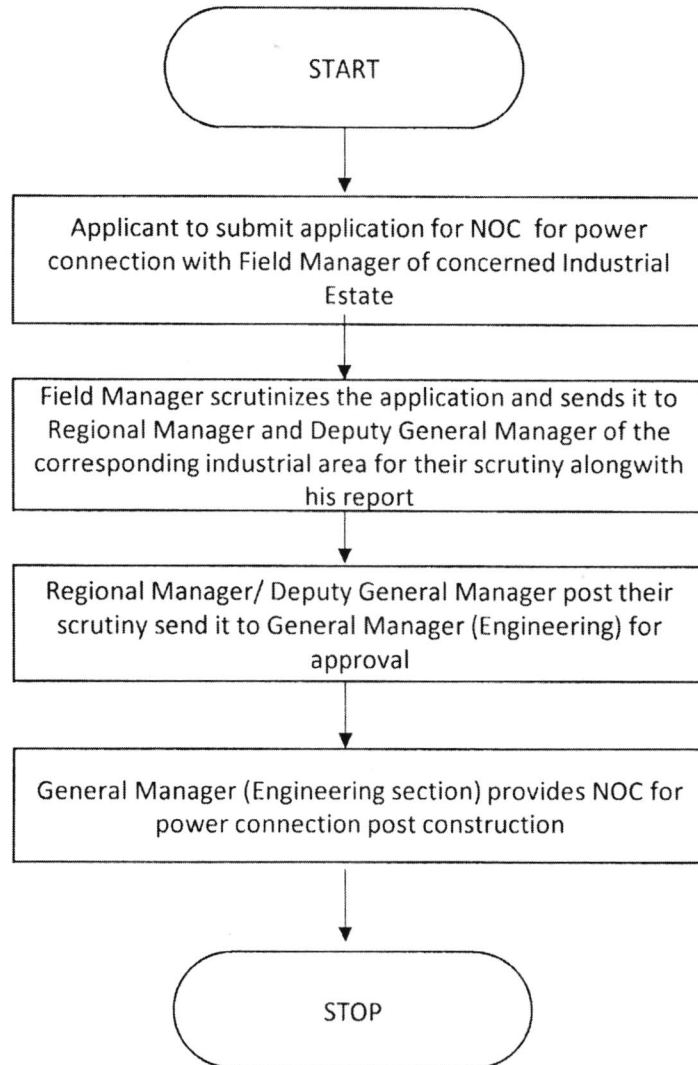 START
Applicant to submit application for NOC for power
connection with Field Manager of concerned Industrial
Estate
Field Manager scrutinizes the application and sends it to
Regional Manager and Deputy General Manager of the
corresponding industrial area for their scrutiny alongwith
his report
Regional Manager/ Deputy General Manager post their
scrutiny send it to General Manager (Engineering) for
approval
General Manager (Engineering section) provides NOC for
power connection post construction
STOP